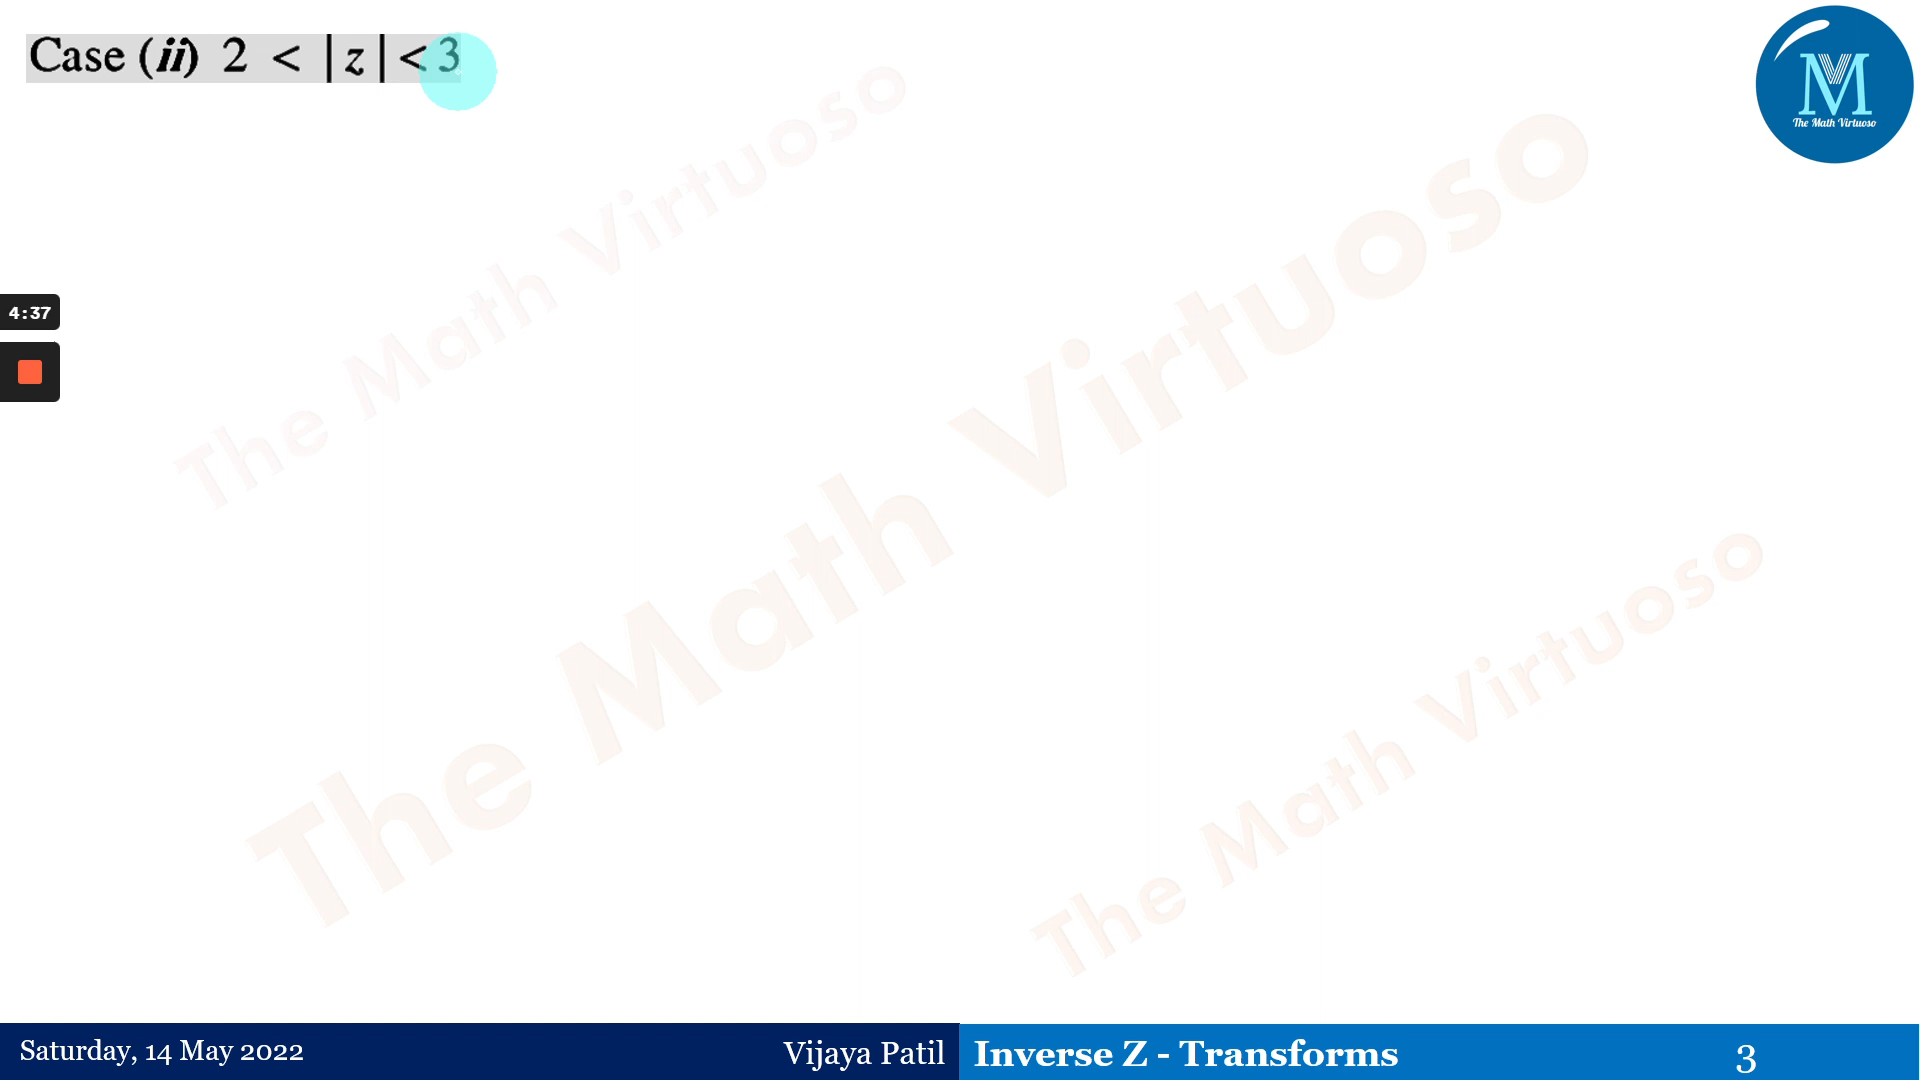 Case (ii) 2 < | z | < 3
M
The Math Virtuoso
The Math Virtuoso
The Math Virtuoso
4:37
The Math Virtuoso
Saturday, 14 May 2022
Vijaya Patil
Inverse Z - Transforms
3